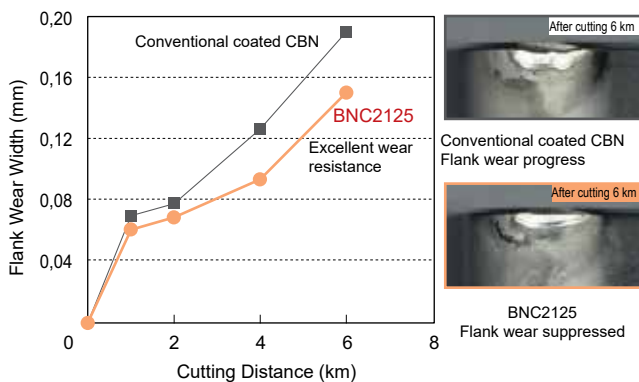 0,20
0,16
0,12
0,08
0,04
0
2
4
6
8
Flank Wear Width (mm)
Cutting Distance (km)
Conventional coated CBN
BNC2125
Excellent wear
resistance
After cutting 6 km
Conventional coated CBN
Flank wear progress
After cutting 6 km
BNC2125
Flank wear suppressed